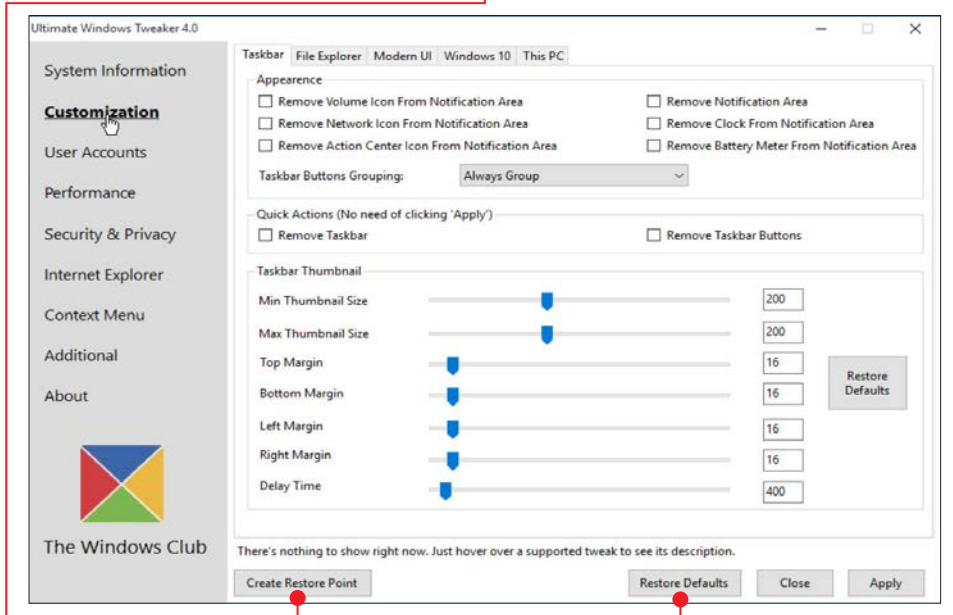 Ultimate Windows Tweaker 4.0
System Information
Customization
User Accounts
Performance
Security & Privacy
Internet Explorer
Context Menu
Additional
About
The Windows Club
Taskbar File Explorer Modern UI Windows 10 This PC
Appearence
Remove Volume Icon From Notification Area Remove Notification Area
Remove Network Icon From Notification Area Remove Clock From Notification Area
Remove Action Center Icon From Notification Area Remove Battery Meter From Notification Area
Taskbar Buttons Grouping: Always Group
Quick Actions (No need of clicking 'Apply')
Remove Taskbar Remove Taskbar Buttons
Taskbar Thumbnail
Min Thumbnail Size 200
Max Thumbnail Size 200
Top Margin 16
Bottom Margin 16
Left Margin 16
Right Margin 16
Delay Time 400
Restore
Defaults
There's nothing to show right now. Just hover over a supported tweak to see its description.
Create Restore Point Restore Defaults Close Apply